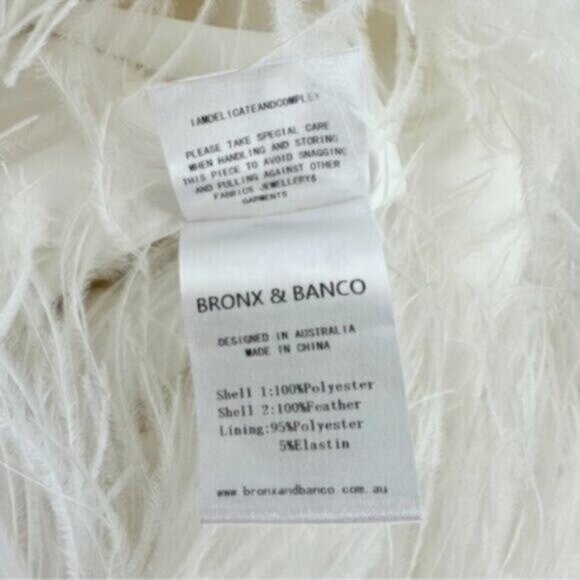 IAMDELICATEANDCOMPLEX
PLEASE TAKE SPECIAL CARE
WHEN HANDLING AND STORING
THIS PIECE TO AVOID SNAGGING
AND PULLING AGAINST OTHER
FABRICS JEWELLERY&
GARMENTS
BRONX & BANCO
DESIGNED IN AUSTRALIA
MADE IN CHINA
Shell 1:100%Polyester
Shell 2:100%Feather
Lining:95%Polyester
5%Elastin
www.bronxandbanco.com.au